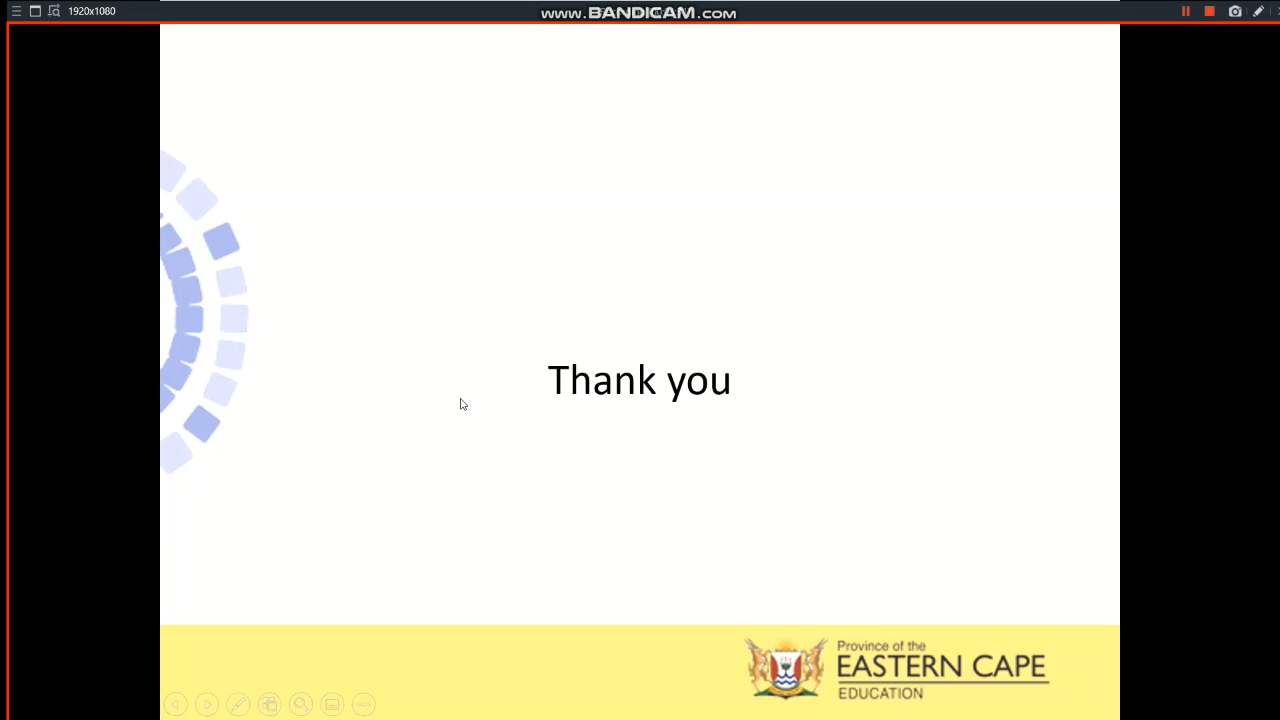 1920x1080
www.BANDICAM.com
Thank you
Province of the
EASTERN CAPE
EDUCATION